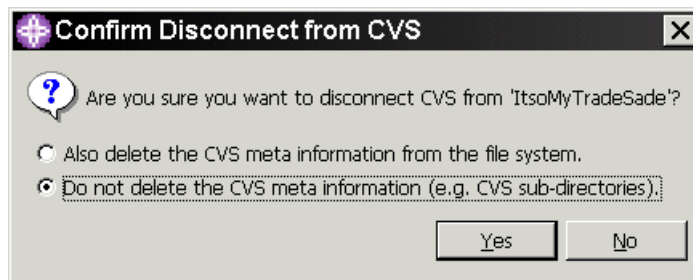 Confirm Disconnect from CVS
Are you sure you want to disconnect CVS from 'ItsoMyTradeSade'?
Also delete the CVS meta information from the file system.
Do not delete the CVS meta information (e.g. CVS sub-directories).
Yes No